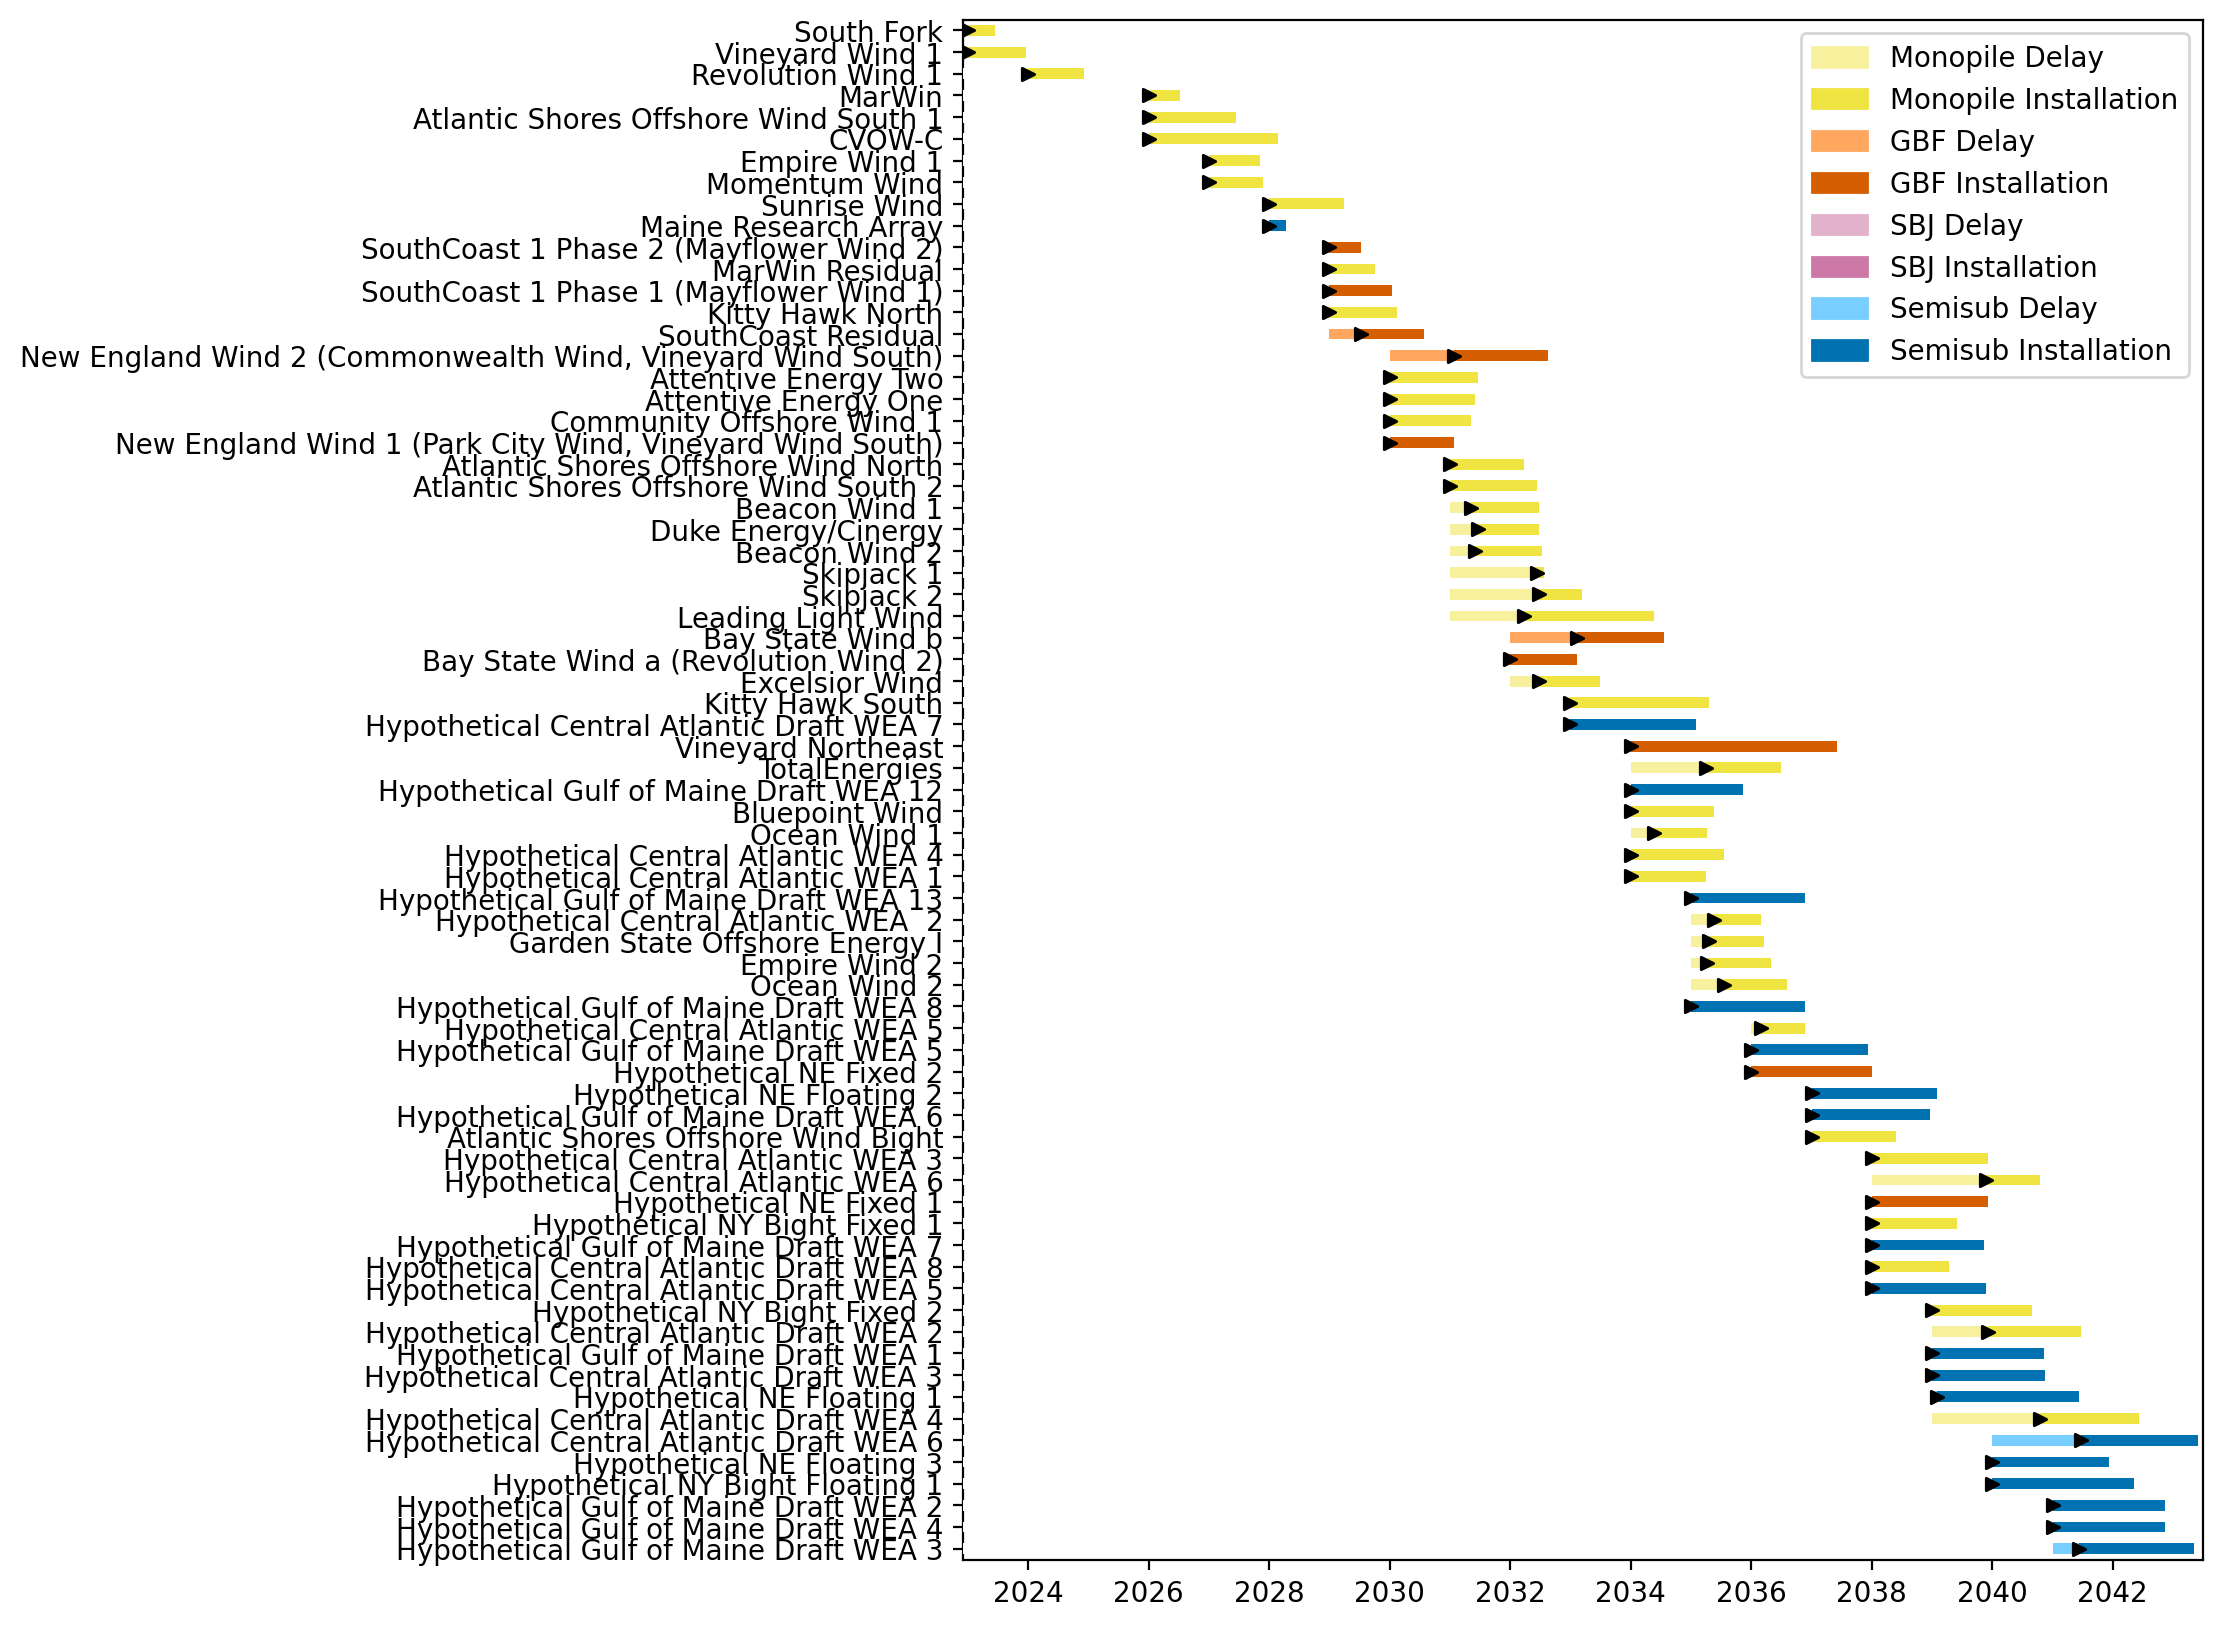 South Fork
Vineyard Wind 1
Revolution Wind 1
MarWin
Atlantic Shores Offshore Wind South 1
CVOW-C
Empire Wind 1
Momentum Wind
Sunrise Wind
Maine Research Array
SouthCoast 1 Phase 2 (Mayflower Wind 2)
MarWin Residual
SouthCoast 1 Phase 1 (Mayflower Wind 1)
Kitty Hawk North
SouthCoast Residual
New England Wind 2 (Commonwealth Wind, Vineyard Wind South)
Attentive Energy Two
Attentive Energy One
Community Offshore Wind 1
New England Wind 1 (Park City Wind, Vineyard Wind South)
Atlantic Shores Offshore Wind North
Atlantic Shores Offshore Wind South 2
Beacon Wind 1
Duke Energy/Cinergy
Beacon Wind 2
Skipjack 1
Skipjack 2
Leading Light Wind
Bay State Wind b
Bay State Wind a (Revolution Wind 2)
Excelsior Wind
Kitty Hawk South
Hypothetical Central Atlantic Draft WEA 7
Vineyard Northeast
TotalEnergies
Hypothetical Gulf of Maine Draft WEA 12
Bluepoint Wind
Ocean Wind 1
Hypothetical Central Atlantic WEA 4
Hypothetical Central Atlantic WEA 1
Hypothetical Gulf of Maine Draft WEA 13
Hypothetical Central Atlantic WEA  2
Garden State Offshore Energy I
Empire Wind 2
Ocean Wind 2
Hypothetical Gulf of Maine Draft WEA 8
Hypothetical Central Atlantic WEA 5
Hypothetical Gulf of Maine Draft WEA 5
Hypothetical NE Fixed 2
Hypothetical NE Floating 2
Hypothetical Gulf of Maine Draft WEA 6
Atlantic Shores Offshore Wind Bight
Hypothetical Central Atlantic WEA 3
Hypothetical Central Atlantic WEA 6
Hypothetical NE Fixed 1
Hypothetical NY Bight Fixed 1
Hypothetical Gulf of Maine Draft WEA 7
Hypothetical Central Atlantic Draft WEA 8
Hypothetical Central Atlantic Draft WEA 5
Hypothetical NY Bight Fixed 2
Hypothetical Central Atlantic Draft WEA 2
Hypothetical Gulf of Maine Draft WEA 1
Hypothetical Central Atlantic Draft WEA 3
Hypothetical NE Floating 1
Hypothetical Central Atlantic Draft WEA 4
Hypothetical Central Atlantic Draft WEA 6
Hypothetical NE Floating 3
Hypothetical NY Bight Floating 1
Hypothetical Gulf of Maine Draft WEA 2
Hypothetical Gulf of Maine Draft WEA 4
Hypothetical Gulf of Maine Draft WEA 3
Monopile Delay
Monopile Installation
GBF Delay
GBF Installation
SBJ Delay
SBJ Installation
Semisub Delay
Semisub Installation
2024 2026 2028 2030 2032 2034 2036 2038 2040 2042